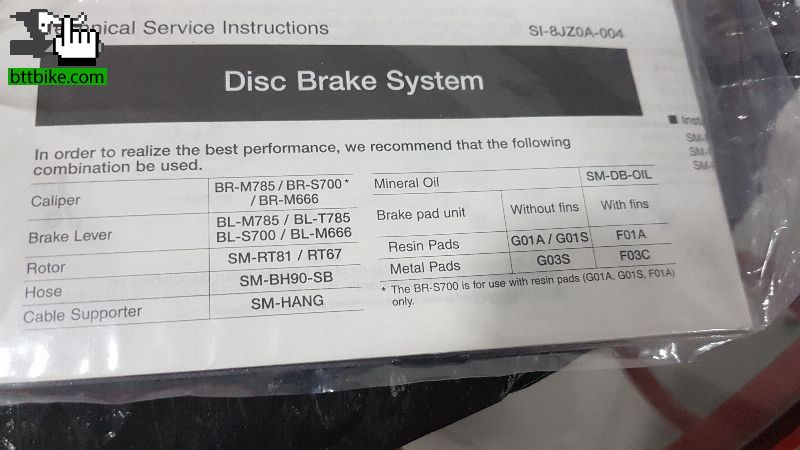 bttbike.com
Technical Service Instructions
SI-8JZ0A-004
Disc Brake System
In order to realize the best performance, we recommend that the following
combination be used.
Caliper BR-M785 / BR-S700 *
/ BR-M666
Brake Lever BL-M785 / BL-T785
BL-S700 / BL-M666
Rotor SM-RT81 / RT67
Hose SM-BH90-SB
Cable Supporter SM-HANG
Mineral Oil SM-DB-OIL
Brake pad unit Without fins With fins
Resin Pads G01A / G01S F01A
Metal Pads G03S F03C
* The BR-S700 is for use with resin pads (G01A, G01S, F01A)
only.
■ Inst
SM-
SM-
SM-